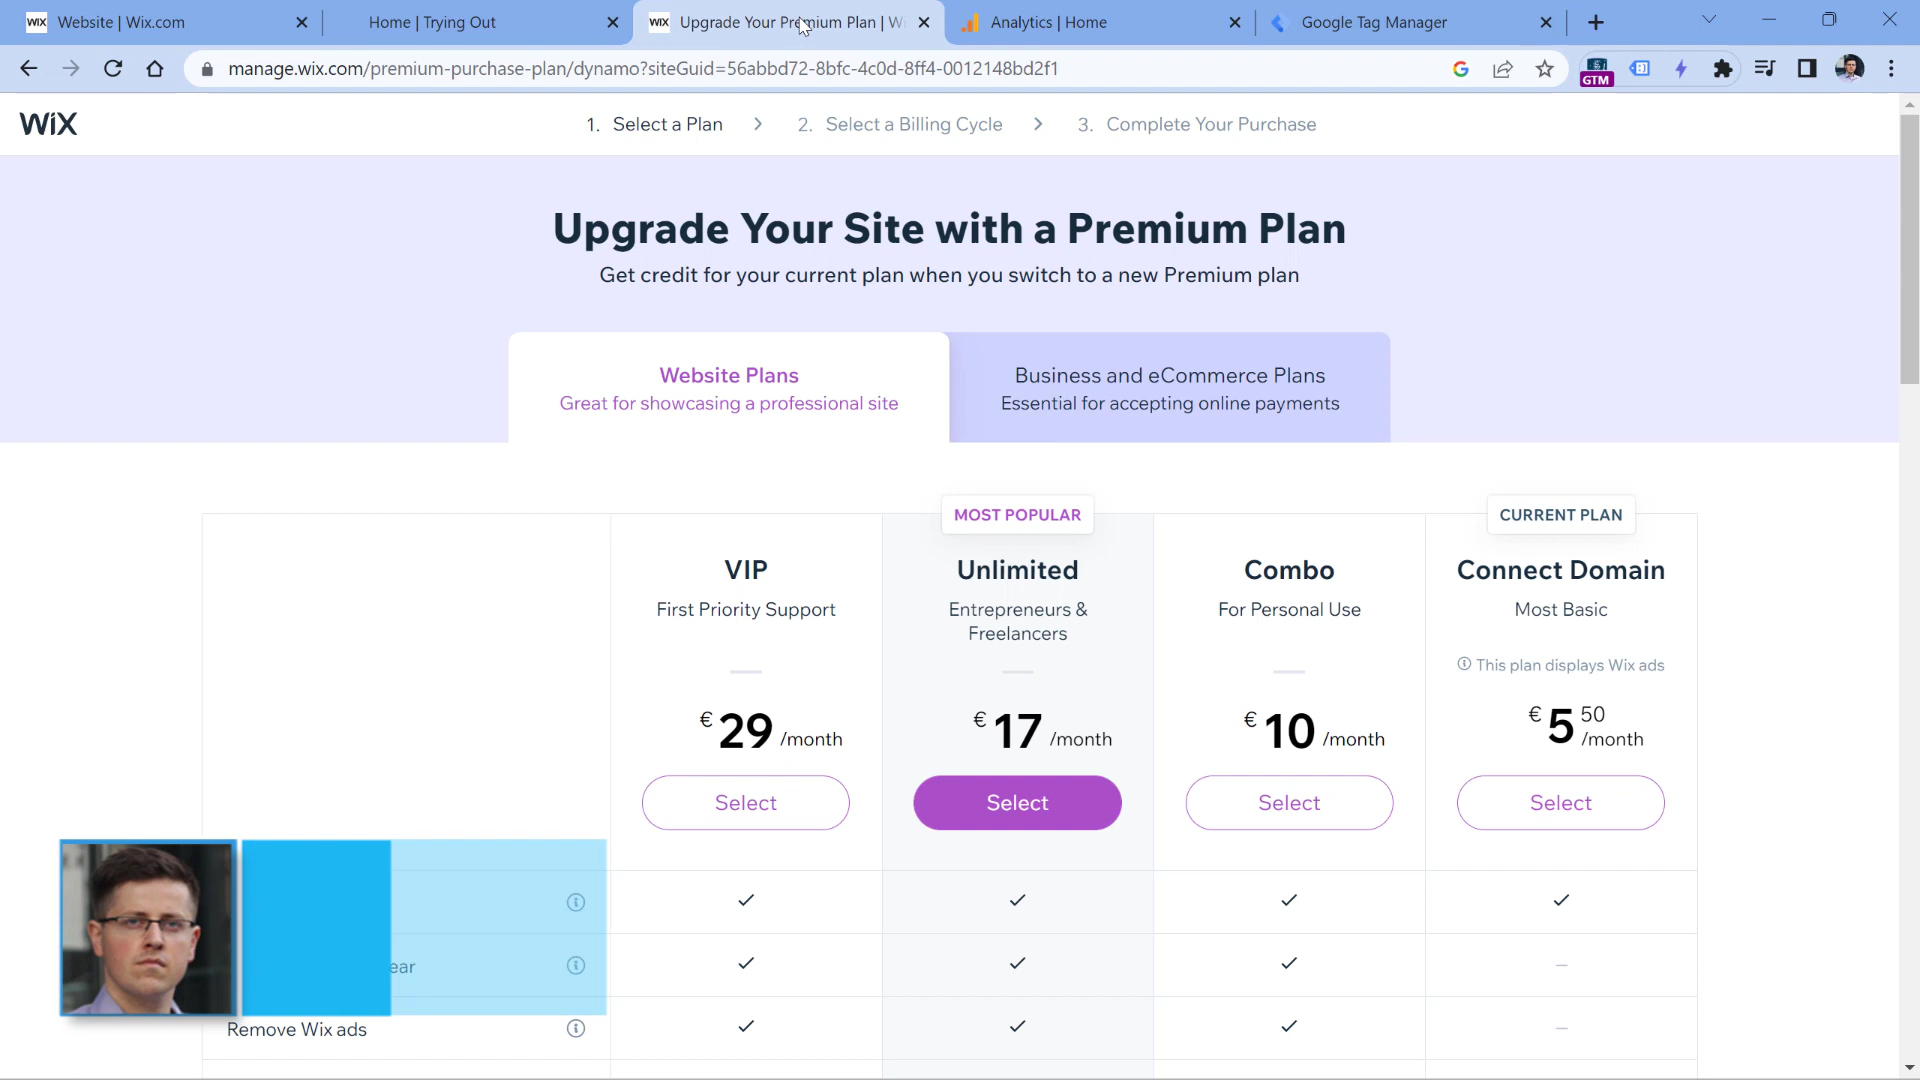 WIX Website | Wix.com
Home | Trying Out
WIX Upgrade Your Premium Plan | Wi
Analytics | Home
Google Tag Manager
manage.wix.com/premium-purchase-plan/dynamo?siteGuid=56abbd72-8bfc-4c0d-8ff4-0012148bd2f1
GTM
WIX
1. Select a Plan
2. Select a Billing Cycle
3. Complete Your Purchase
Upgrade Your Site with a Premium Plan
Get credit for your current plan when you switch to a new Premium plan
Website Plans
Great for showcasing a professional site
Business and eCommerce Plans
Essential for accepting online payments
MOST POPULAR
CURRENT PLAN
VIP
First Priority Support
€ 29 /month
Select
Unlimited
Entrepreneurs &
Freelancers
€ 17 /month
Select
Combo
For Personal Use
€ 10 /month
Select
Connect Domain
Most Basic
This plan displays Wix ads
€ 5 50 /month
Select
ear
Remove Wix ads